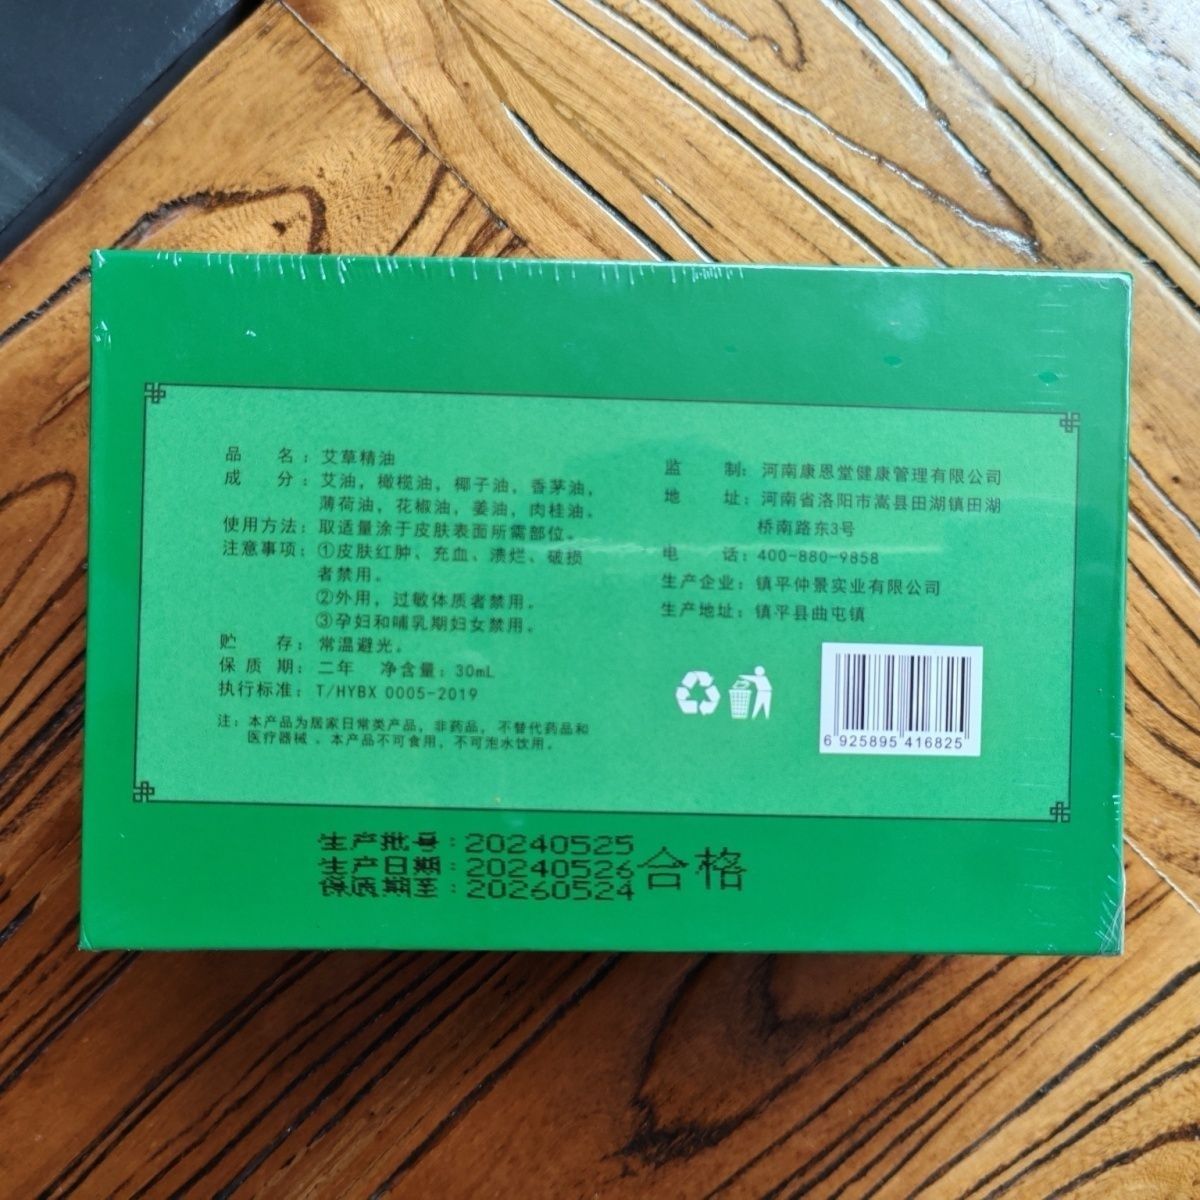 品 名：艾草精油
成 分：艾油，橄榄油，椰子油，香茅油，
薄荷油，花椒油，姜油，肉桂油。
使用方法：取适量涂于皮肤表面所需部位。
注意事项：①皮肤红肿、充血、溃烂、破损
者禁用。
②外用，过敏体质者禁用。
③孕妇和哺乳期妇女禁用。
贮 存：常温避光。
保 质 期：二年 净含量：30mL
执行标准：T/HYBX 0005-2019
注：本产品为居家日常类产品，非药品，不替代药品和
医疗器械。本产品不可食用，不可泡水饮用。
监 制：河南康恩堂健康管理有限公司
地 址：河南省洛阳市嵩县田湖镇田湖
桥南路东3号
电 话：400-880-9858
生产企业：镇平仲景实业有限公司
生产地址：镇平县曲屯镇
6 925895 416825
生产批号：20240525
生产日期：20240526
保质期至：20260524
合格